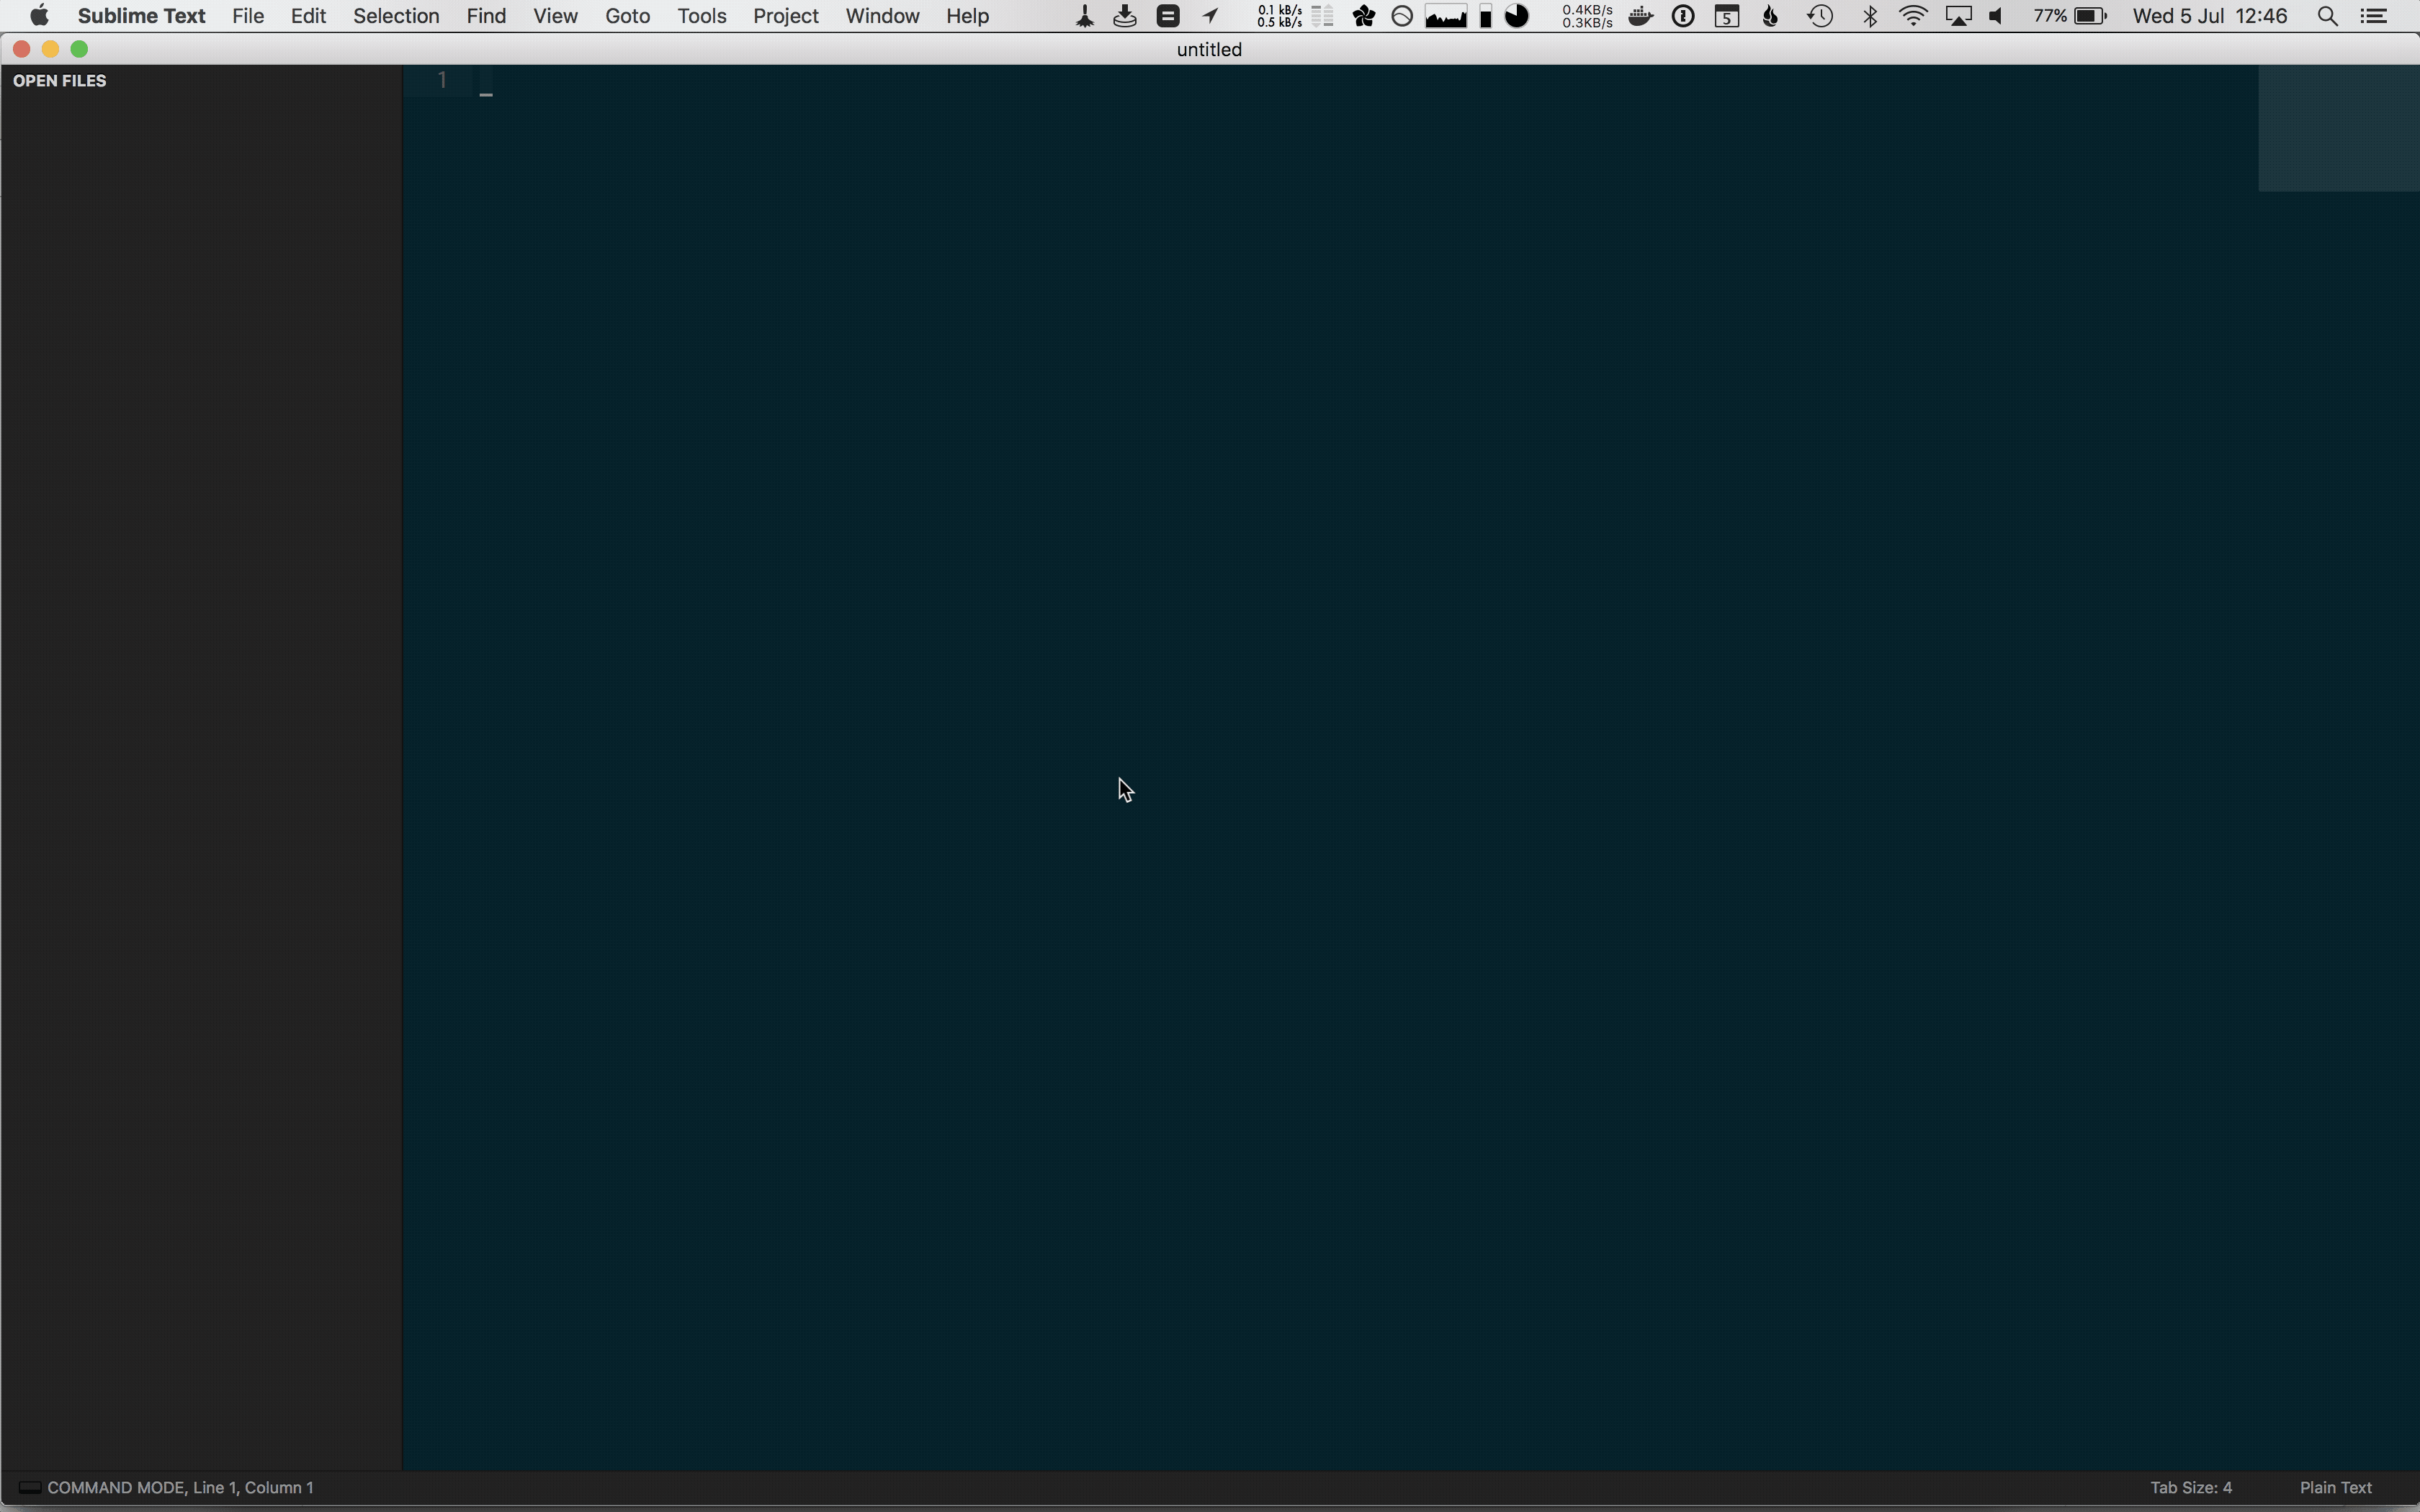 Sublime Text File Edit Selection Find View Goto Tools Project Window Help 0.1 kB/s 0.5 kB/s 0.4KB/s 0.3KB/s 5 77% Wed 5 Jul 12:46
untitled
OPEN FILES
1
COMMAND MODE, Line 1, Column 1 Tab Size: 4 Plain Text